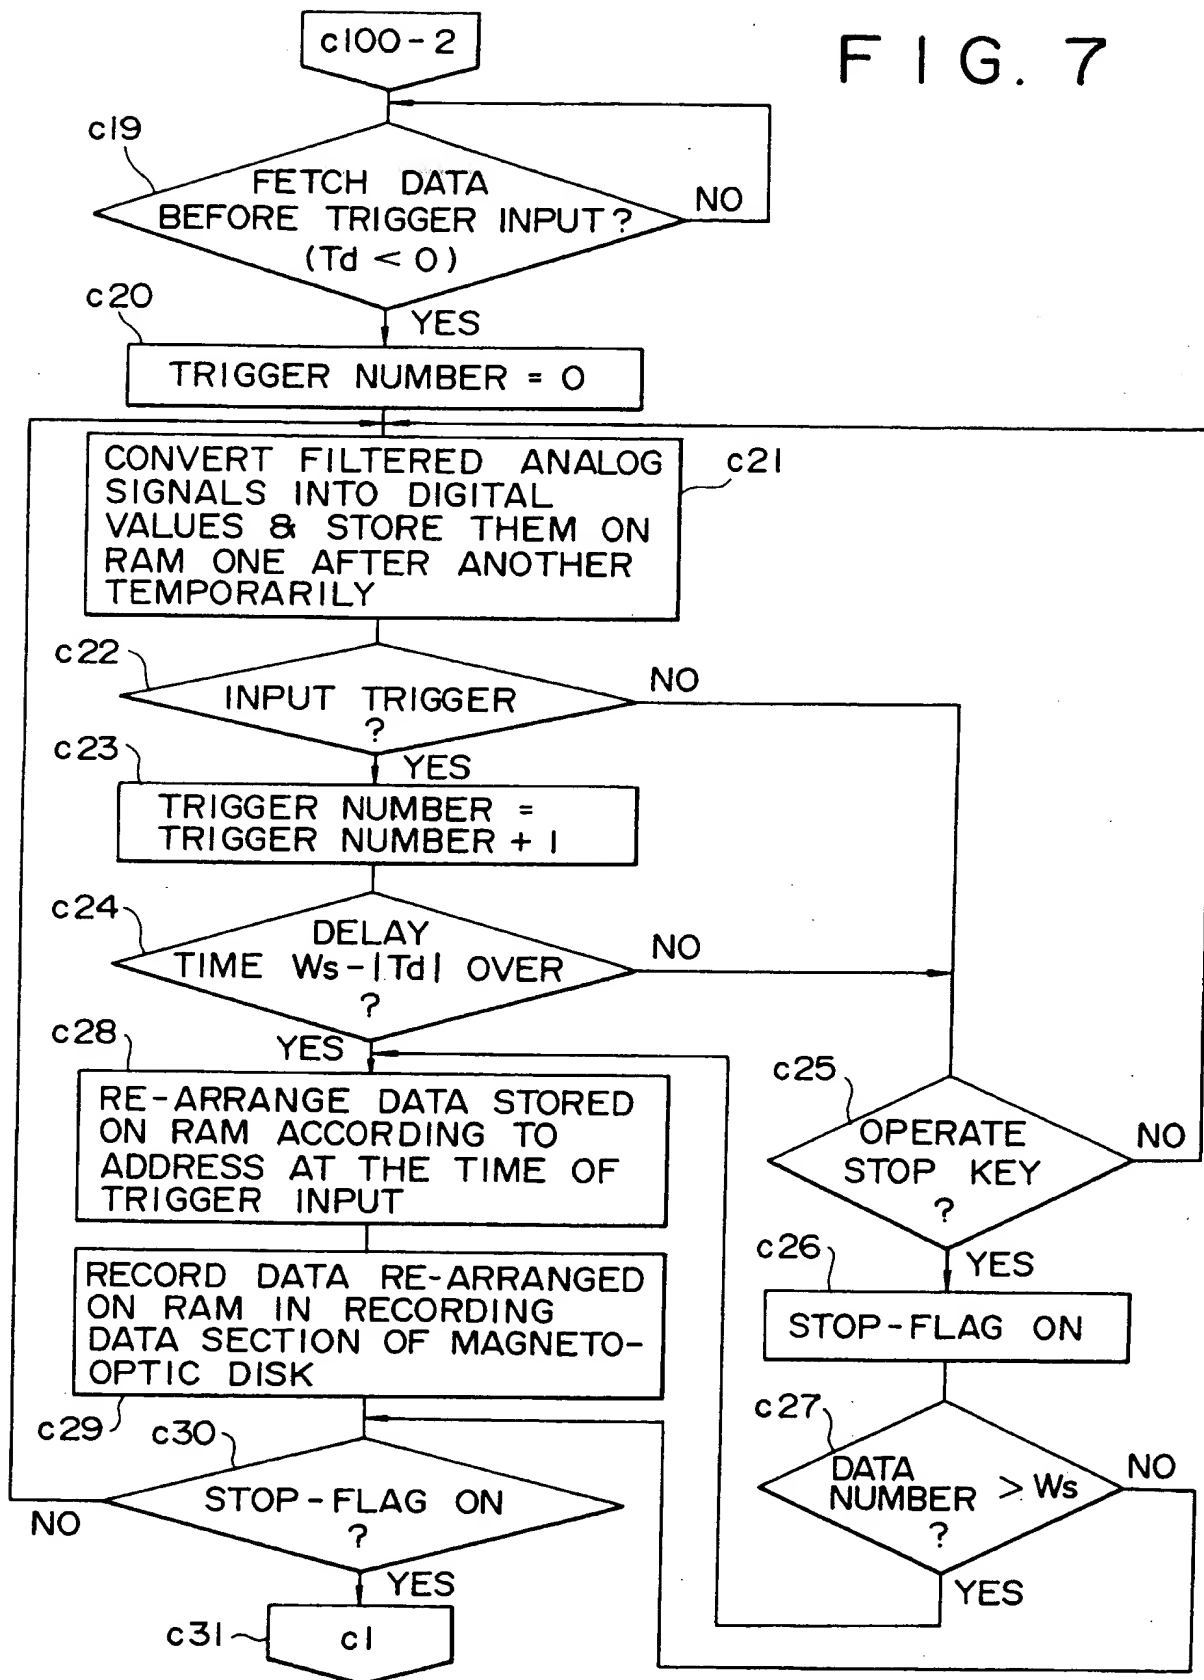 c100-2
FIG. 7
c19
FETCH DATA
BEFORE TRIGGER INPUT?
(Td < 0)
NO
c20
YES
TRIGGER NUMBER = 0
CONVERT FILTERED ANALOG
SIGNALS INTO DIGITAL
VALUES & STORE THEM ON
RAM ONE AFTER ANOTHER
TEMPORARILY
c21
c22
INPUT TRIGGER
?
NO
c23
YES
TRIGGER NUMBER =
TRIGGER NUMBER + 1
c24
DELAY
TIME Ws-|Td| OVER
?
NO
c28
YES
RE-ARRANGE DATA STORED
ON RAM ACCORDING TO
ADDRESS AT THE TIME OF
TRIGGER INPUT
c25
OPERATE
STOP KEY
?
NO
c26
YES
STOP-FLAG ON
RECORD DATA RE-ARRANGED
ON RAM IN RECORDING
DATA SECTION OF MAGNETO-
OPTIC DISK
c29
c27
DATA
NUMBER > Ws
?
NO
YES
c30
STOP-FLAG ON
?
NO
YES
c31
c1